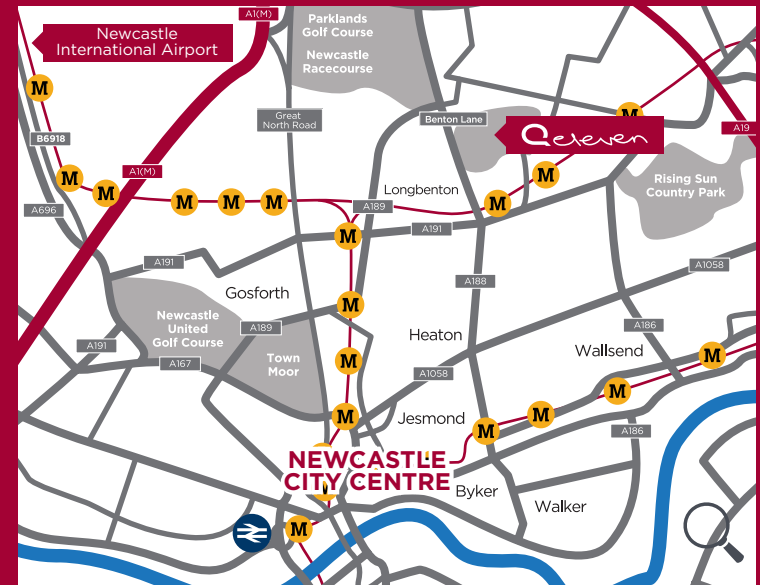 A1(M)
Parklands
Golf Course
Newcastle
Racecourse
Newcastle
International Airport
M
M
Great
North Road
Benton Lane
Qeleven
A19
B6918
A1(M)
M
M
M
M
M
Longbenton
M
M
Rising Sun
Country Park
A696
A189
M
A191
M
A191
Gosforth
A188
A1058
Newcastle
United
Golf Course
M
A189
Heaton
A186
A191
A167
Town
Moor
M
A1058
Wallsend
M
M
M
Jesmond
M
M
A186
NEWCASTLE
CITY CENTRE
Byker
Walker
M